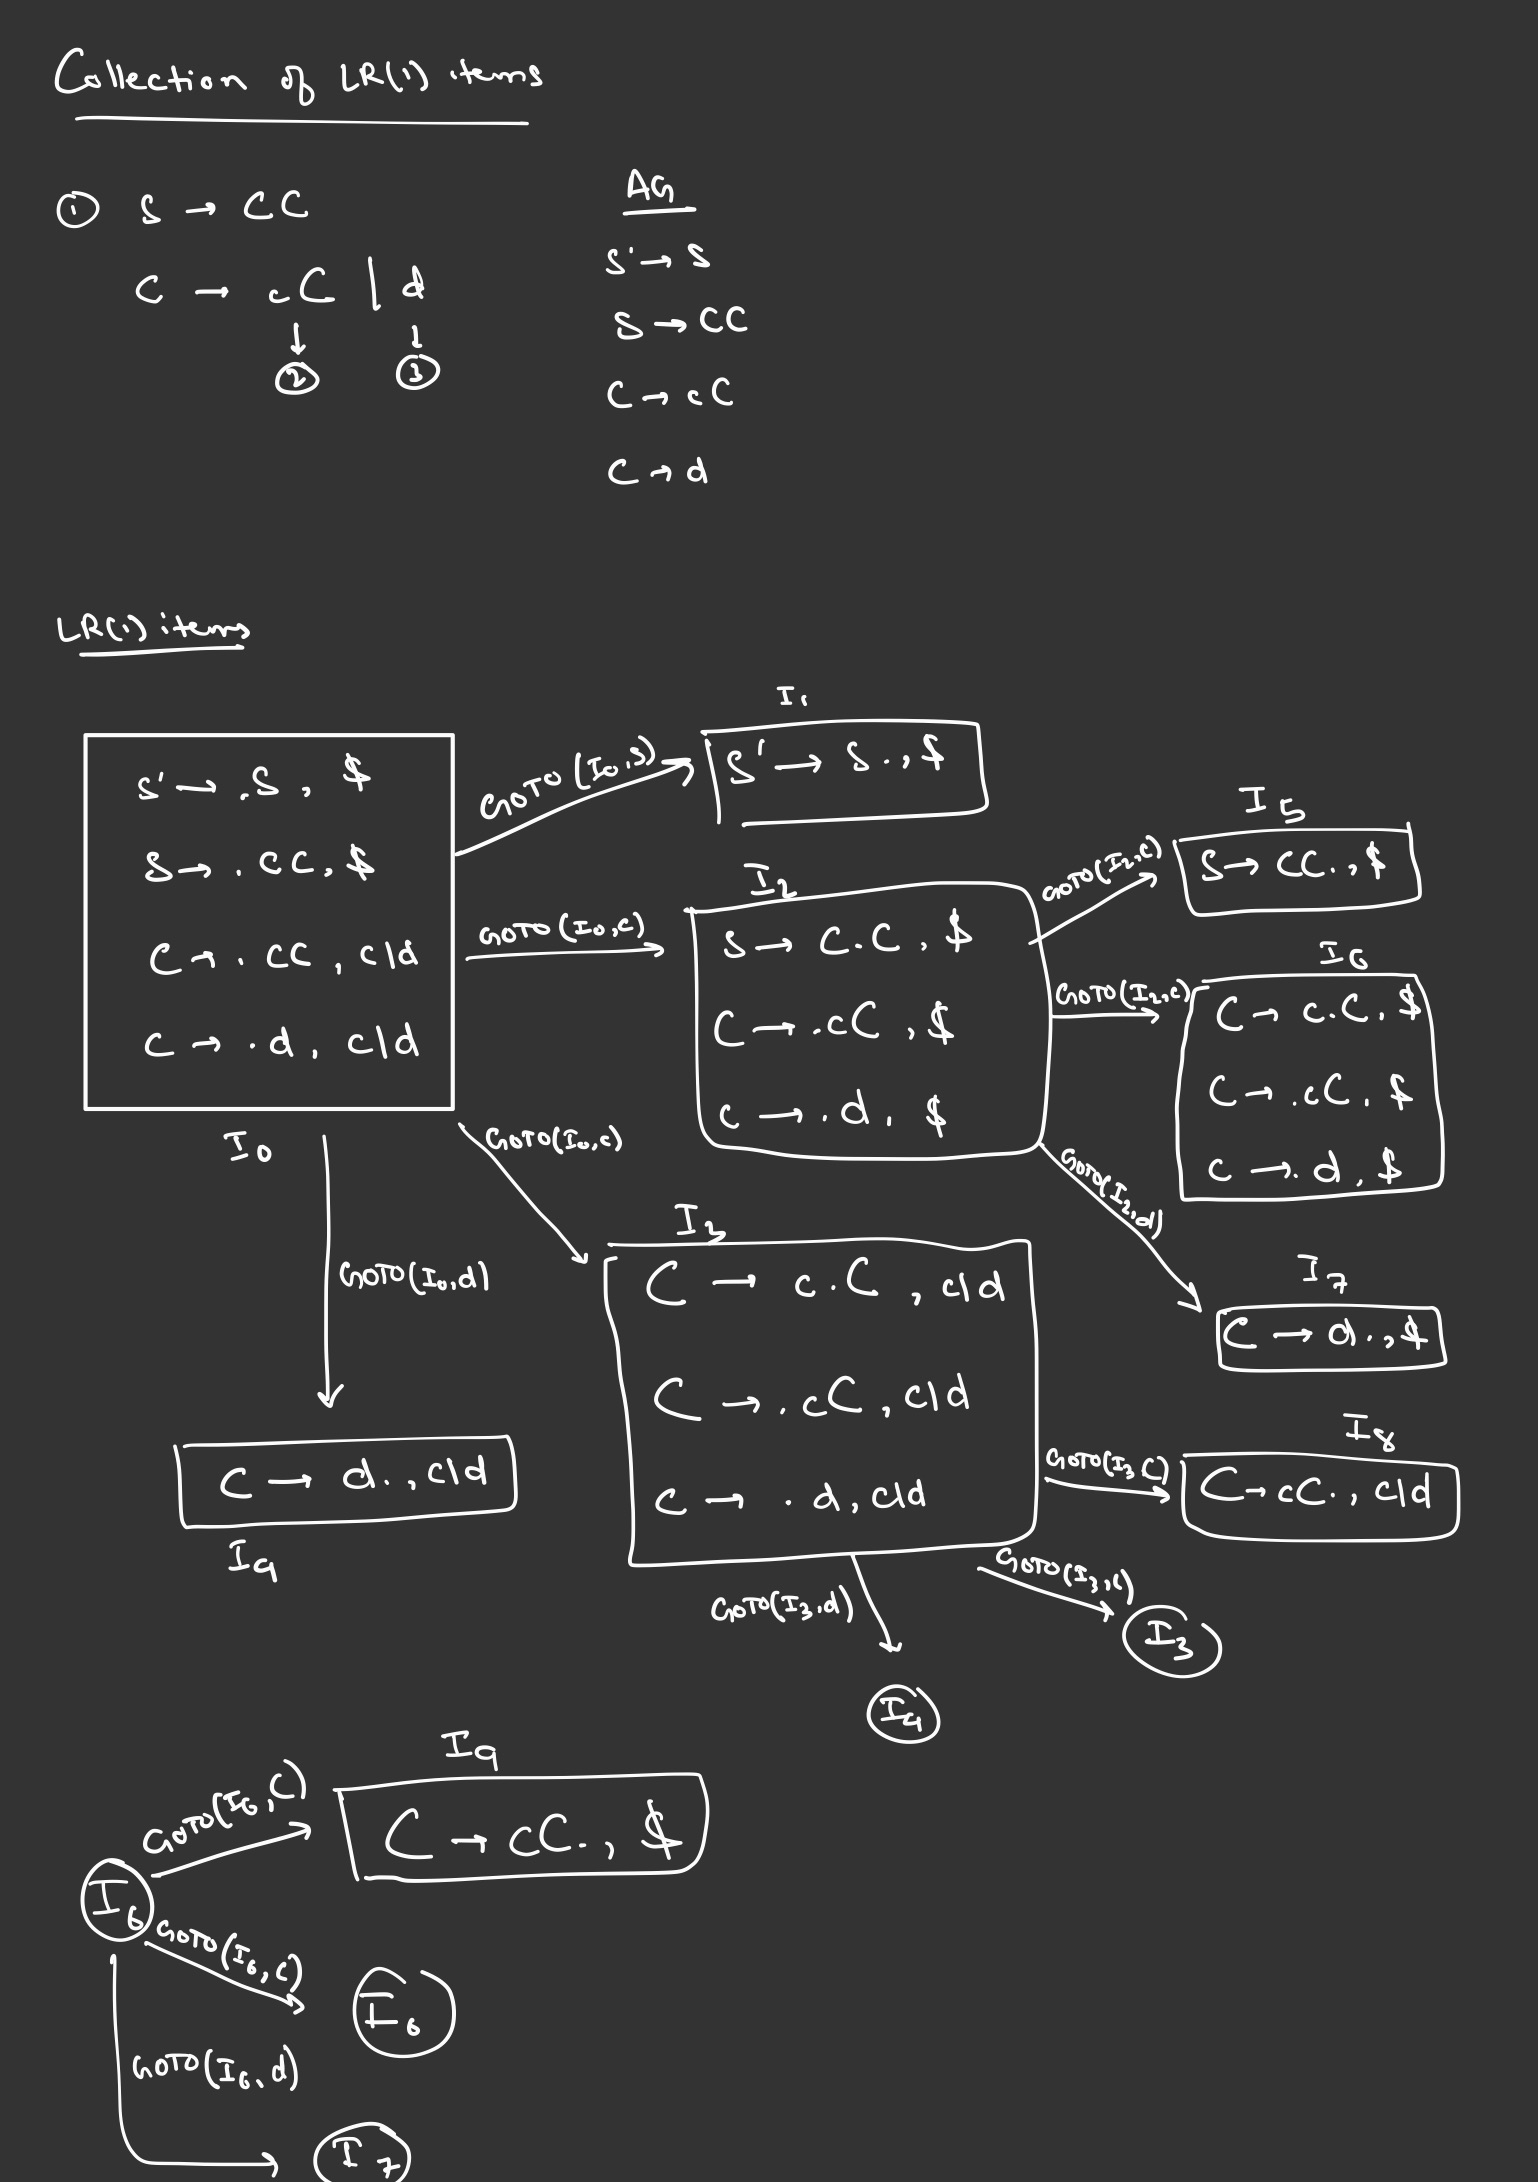 Collection of LR(1) items
① S → CC
C → cC | d
② ③
AG
S' → S
S → CC
C → cC
C → d
LR(1) items
S' → .S, $
S → .CC, $
C → .cC, c|d
C → .d, c|d
I0
GOTO(I0,S)
I1
S' → S., $
GOTO(I0,C)
I2
S → C.C, $
C → .cC, $
C → .d, $
GOTO(I2,C)
I5
S → CC., $
GOTO(I2,c)
I6
C → c.C, $
C → .cC, $
C → .d, $
GOTO(I2,d)
I7
C → d., $
GOTO(I0,c)
I3
C → c.C, c|d
C → .cC, c|d
C → .d, c|d
GOTO(I0,d)
C → d., c|d
I4
GOTO(I3,C)
I8
C → cC., c|d
GOTO(I3,c)
I3
GOTO(I3,d)
I4
I6
GOTO(I6,C)
I9
C → cC., $
GOTO(I6,c)
I6
GOTO(I6,d)
I7